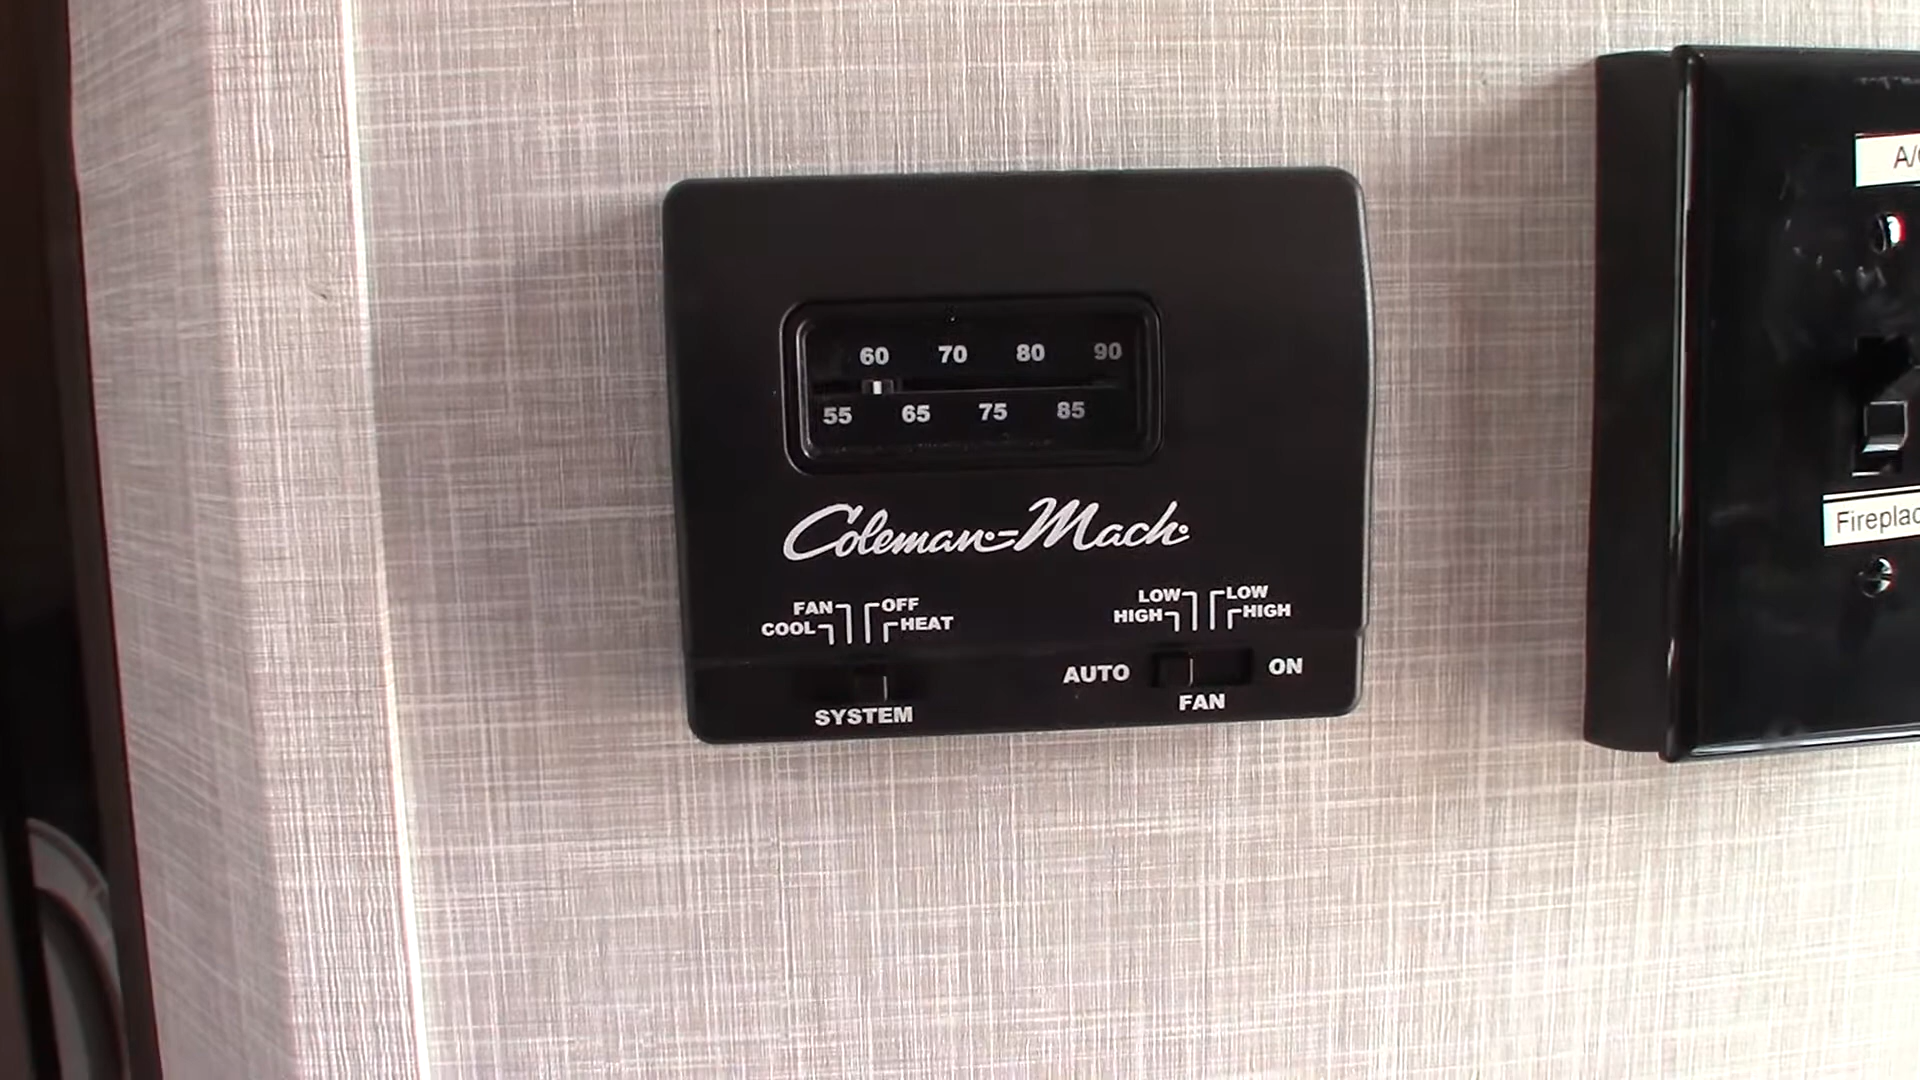 60 70 80 90
55 65 75 85
Coleman-Mach
FAN OFF
COOL HEAT
LOW LOW
HIGH HIGH
AUTO ON
SYSTEM
FAN
Fireplac